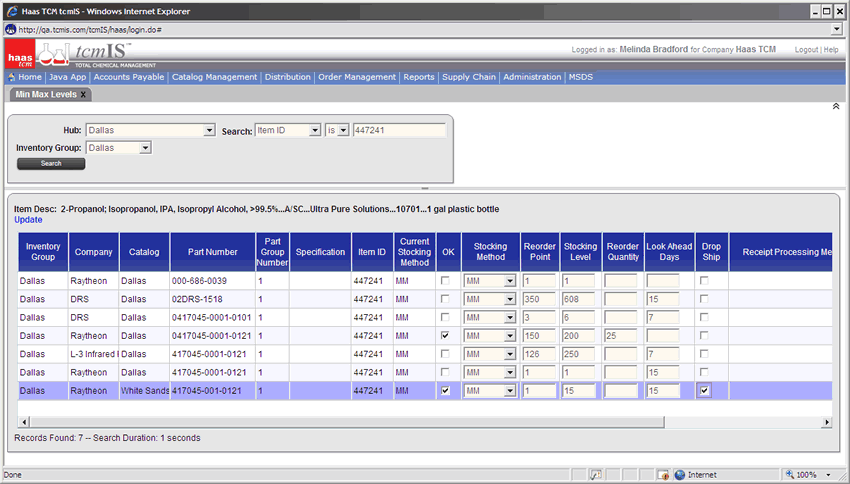 Haas TCM tcmIS - Windows Internet Explorer
http://qa.tcmis.com/tcmIS/haas/login.do#
haas tcm
tcmIS™
TOTAL CHEMICAL MANAGEMENT
Logged in as: Melinda Bradford for Company Haas TCM Logout | Help
Home | Java App | Accounts Payable | Catalog Management | Distribution | Order Management | Reports | Supply Chain | Administration | MSDS
Min Max Levels X
Hub: Dallas Search: Item ID is 447241
Inventory Group: Dallas
Search
Item Desc: 2-Propanol; Isopropanol, IPA, Isopropyl Alcohol, >99.5%...A/SC...Ultra Pure Solutions...10701...1 gal plastic bottle
Update
Inventory Group Company Catalog Part Number Part Group Number Specification Item ID Current Stocking Method OK Stocking Method Reorder Point Stocking Level Reorder Quantity Look Ahead Days Drop Ship Receipt Processing Me
Dallas Raytheon Dallas 000-686-0039 1 447241 MM MM 1 1
Dallas DRS Dallas 02DRS-1518 1 447241 MM MM 350 608 15
Dallas DRS Dallas 0417045-0001-0101 1 447241 MM MM 3 6 7
Dallas Raytheon Dallas 0417045-0001-0121 1 447241 MM MM 150 200 25
Dallas L-3 Infrared Dallas 417045-0001-0121 1 447241 MM MM 126 250 7
Dallas Raytheon Dallas 417045-0001-0121 1 447241 MM MM 1 1 15
Dallas Raytheon White Sands 417045-001-0121 1 447241 MM MM 1 15 15
Records Found: 7 -- Search Duration: 1 seconds
Done Internet 100%